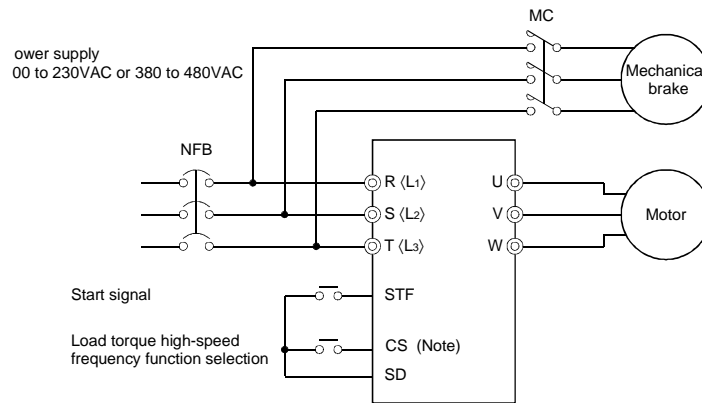 MC
ower supply
00 to 230VAC or 380 to 480VAC
Mechanica
brake
NFB
R ⟨L1⟩
U
S ⟨L2⟩
V
Motor
T ⟨L3⟩
W
Start signal
STF
Load torque high-speed
frequency function selection
CS (Note)
SD